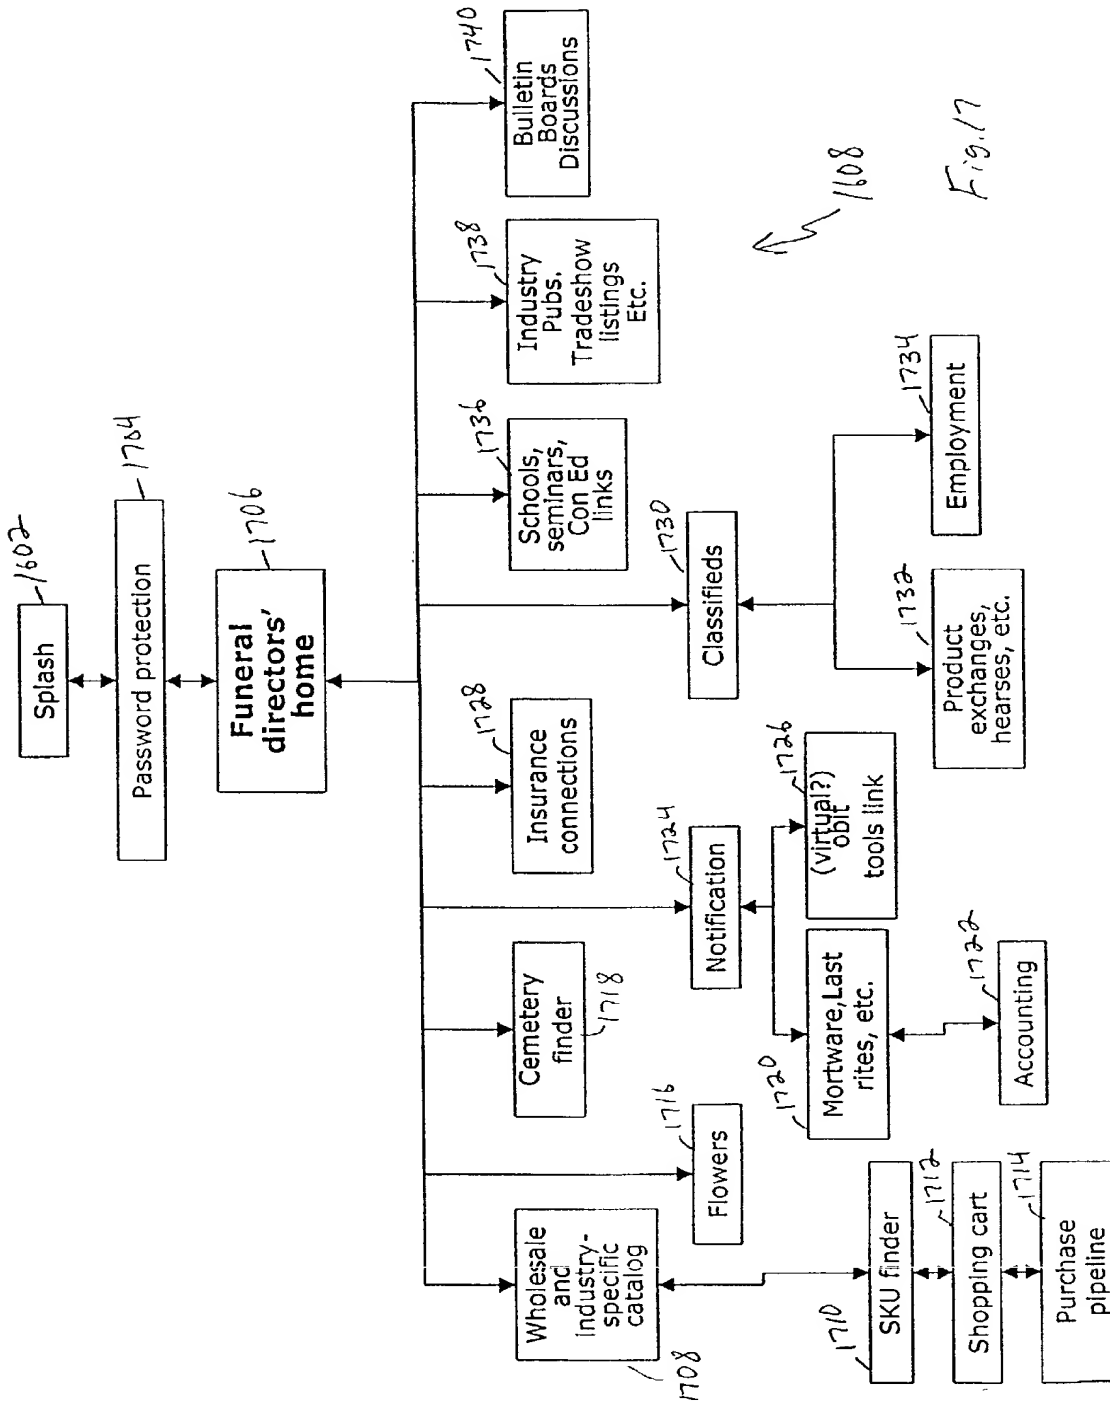 Splash
1602
Password protection
1704
Funeral
directors'
home
1706
Wholesale
and
industry-
specific
catalog
1708
Flowers
1716
Cemetery
finder
1718
Notification
1724
Insurance
connections
1728
Classifieds
1730
Schools,
seminars,
Con Ed
links
1736
Industry
Pubs.
Tradeshow
listings
Etc.
1738
Bulletin
Boards
Discussions
1740
SKU finder
1710
Shopping cart
1712
Purchase
pipeline
1714
Mortware,Last
rites, etc.
1720
Accounting
1722
(virtual?)
obit
tools link
1726
Product
exchanges,
hearses, etc.
1732
Employment
1734
1608
Fig.17